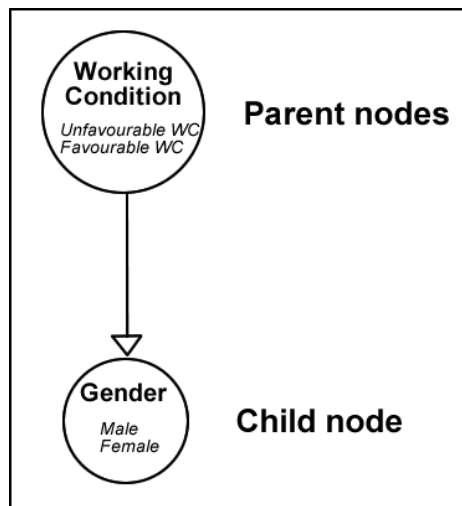 Working
Condition
Unfavourable WC
Favourable WC
Parent nodes
Gender
Male
Female
Child node